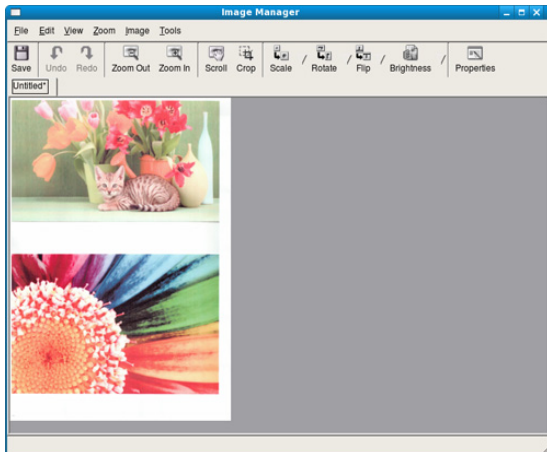 Image Manager
File Edit View Zoom Image Tools
Save Undo Redo Zoom Out Zoom In Scroll Crop Scale / Rotate / Flip / Brightness / Properties
Untitled*